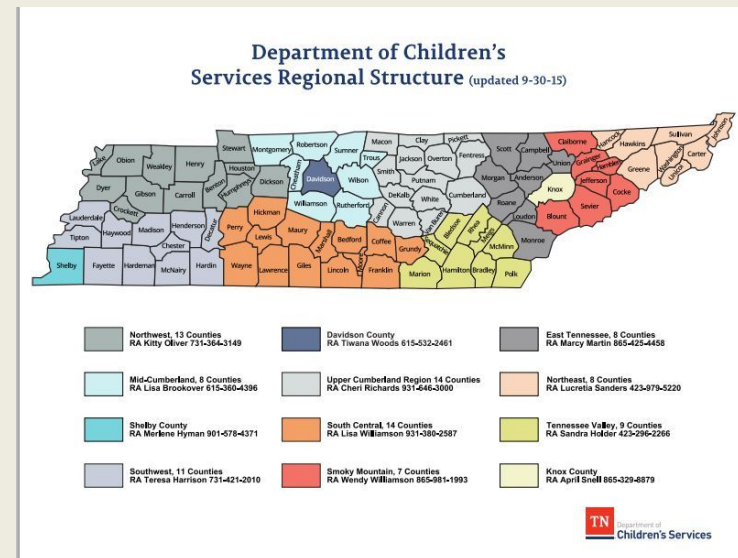 Department of Children's
Services Regional Structure (updated 9-30-15)
Lake
Obion
Weakley
Henry
Stewart
Montgomery
Robertson
Sumner
Trous
Macon
Clay
Pickett
Scott
Campbell
Claiborne
Hancock
Hawkins
Sullivan
Johnson
Dyer
Gibson
Carroll
Benton
Houston
Humphreys
Dickson
Cheatham
Davidson
Wilson
Smith
Jackson
Overton
Fentress
Morgan
Anderson
Union
Grainger
Hamblen
Greene
Washington
Unicoi
Carter
Crockett
Putnam
DeKalb
White
Cumberland
Roane
Knox
Jefferson
Cocke
Sevier
Blount
Loudon
Monroe
Lauderdale
Tipton
Haywood
Madison
Henderson
Decatur
Chester
Perry
Hickman
Lewis
Maury
Williamson
Rutherford
Cannon
Warren
Van Buren
Bledsoe
Rhea
Meigs
McMinn
Shelby
Fayette
Hardeman
McNairy
Hardin
Wayne
Lawrence
Giles
Marshall
Bedford
Coffee
Moore
Lincoln
Franklin
Grundy
Sequatchie
Marion
Hamilton
Bradley
Polk
Northwest, 13 Counties
RA Kitty Oliver 731-364-3149
Davidson County
RA Tiwana Woods 615-532-2461
East Tennessee, 8 Counties
RA Marcy Martin 865-425-4458
Mid-Cumberland, 8 Counties
RA Lisa Brookover 615-360-4396
Upper Cumberland Region 14 Counties
RA Cheri Richards 931-646-3000
Northeast, 8 Counties
RA Lucretia Sanders 423-979-5220
Shelby County
RA Merlene Hyman 901-578-4371
South Central, 14 Counties
RA Lisa Williamson 931-380-2587
Tennessee Valley, 9 Counties
RA Sandra Holder 423-296-2266
Southwest, 11 Counties
RA Teresa Harrison 731-421-2010
Smoky Mountain, 7 Counties
RA Wendy Williamson 865-981-1993
Knox County
RA April Snell 865-329-8879
TN
Department of
Children's Services